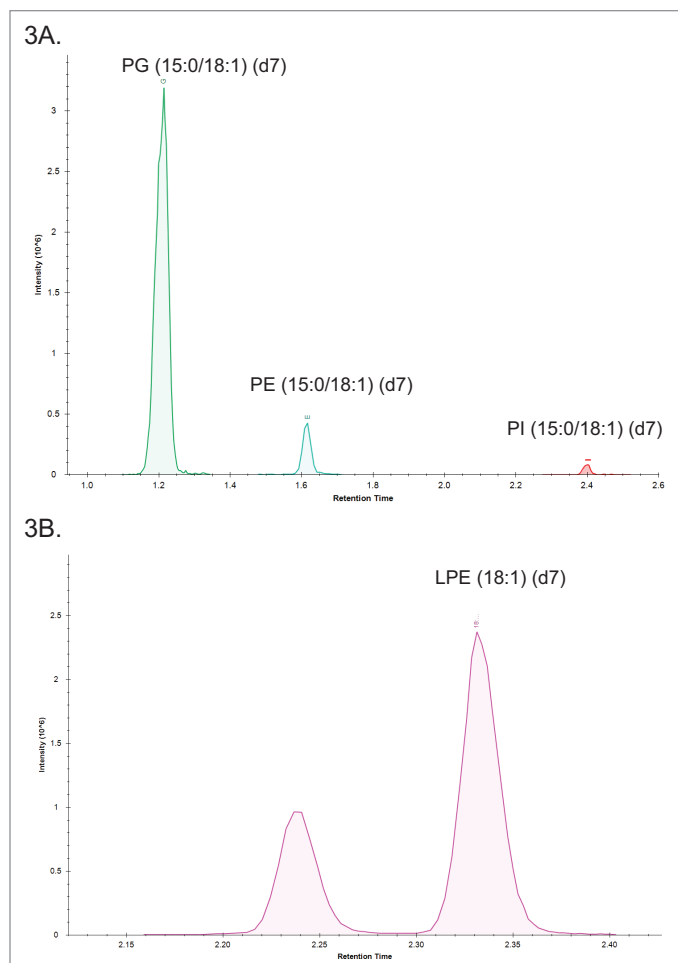 3A.
PG (15:0/18:1) (d7)
G
3
2.5
2
1.5
1
0.5
0
Intensity (10^6)
PE (15:0/18:1) (d7)
E
PI (15:0/18:1) (d7)
I
1.0 1.2 1.4 1.6 1.8 2.0 2.2 2.4 2.6
Retention Time
3B.
LPE (18:1) (d7)
18:...
2.5
2
1.5
1
0.5
0
Intensity (10^6)
2.15 2.20 2.25 2.30 2.35 2.40
Retention Time